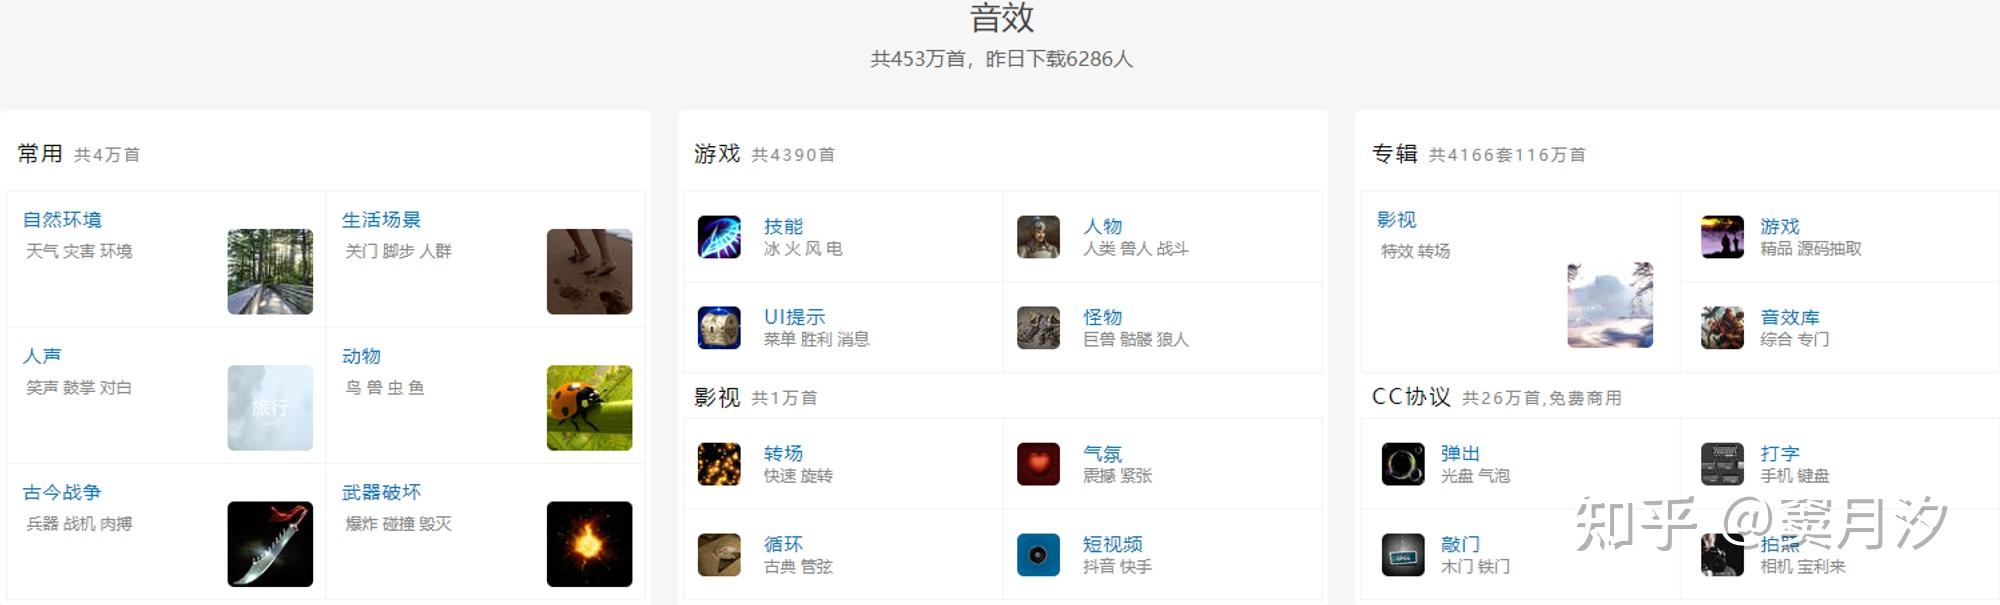 音效
共453万首，昨日下载6286人
常用 共4万首
自然环境
天气 灾害 环境
生活场景
关门 脚步 人群
人声
笑声 鼓掌 对白
旅行
动物
鸟 兽 虫 鱼
古今战争
兵器 战机 肉搏
武器破坏
爆炸 碰撞 毁灭
游戏 共4390首
技能
冰 火 风 电
人物
人类 兽人 战斗
UI提示
菜单 胜利 消息
怪物
巨兽 骷髅 狼人
影视 共1万首
转场
快速 旋转
气氛
震撼 紧张
循环
古典 管弦
短视频
抖音 快手
专辑 共4166套116万首
影视
特效 转场
游戏
精品 源码抽取
音效库
综合 专门
CC协议 共26万首,免费商用
弹出
光盘 气泡
打字
手机 键盘
敲门
木门 铁门
OPEN
拍照
相机 宝利来
知乎 @窦月汐